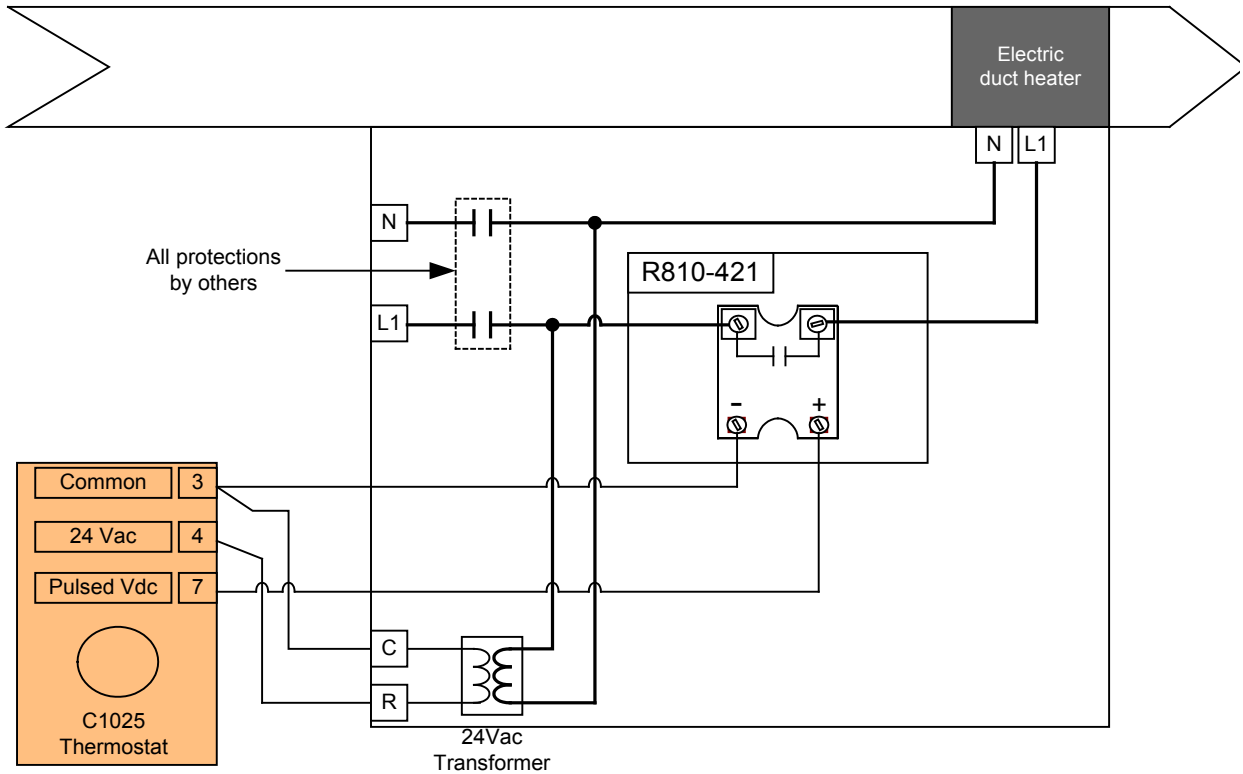 Electric
duct heater
N
L1
N
All protections
by others
R810-421
L1
-
+
Common
3
24 Vac
4
Pulsed Vdc
7
C
R
C1025
Thermostat
24Vac
Transformer